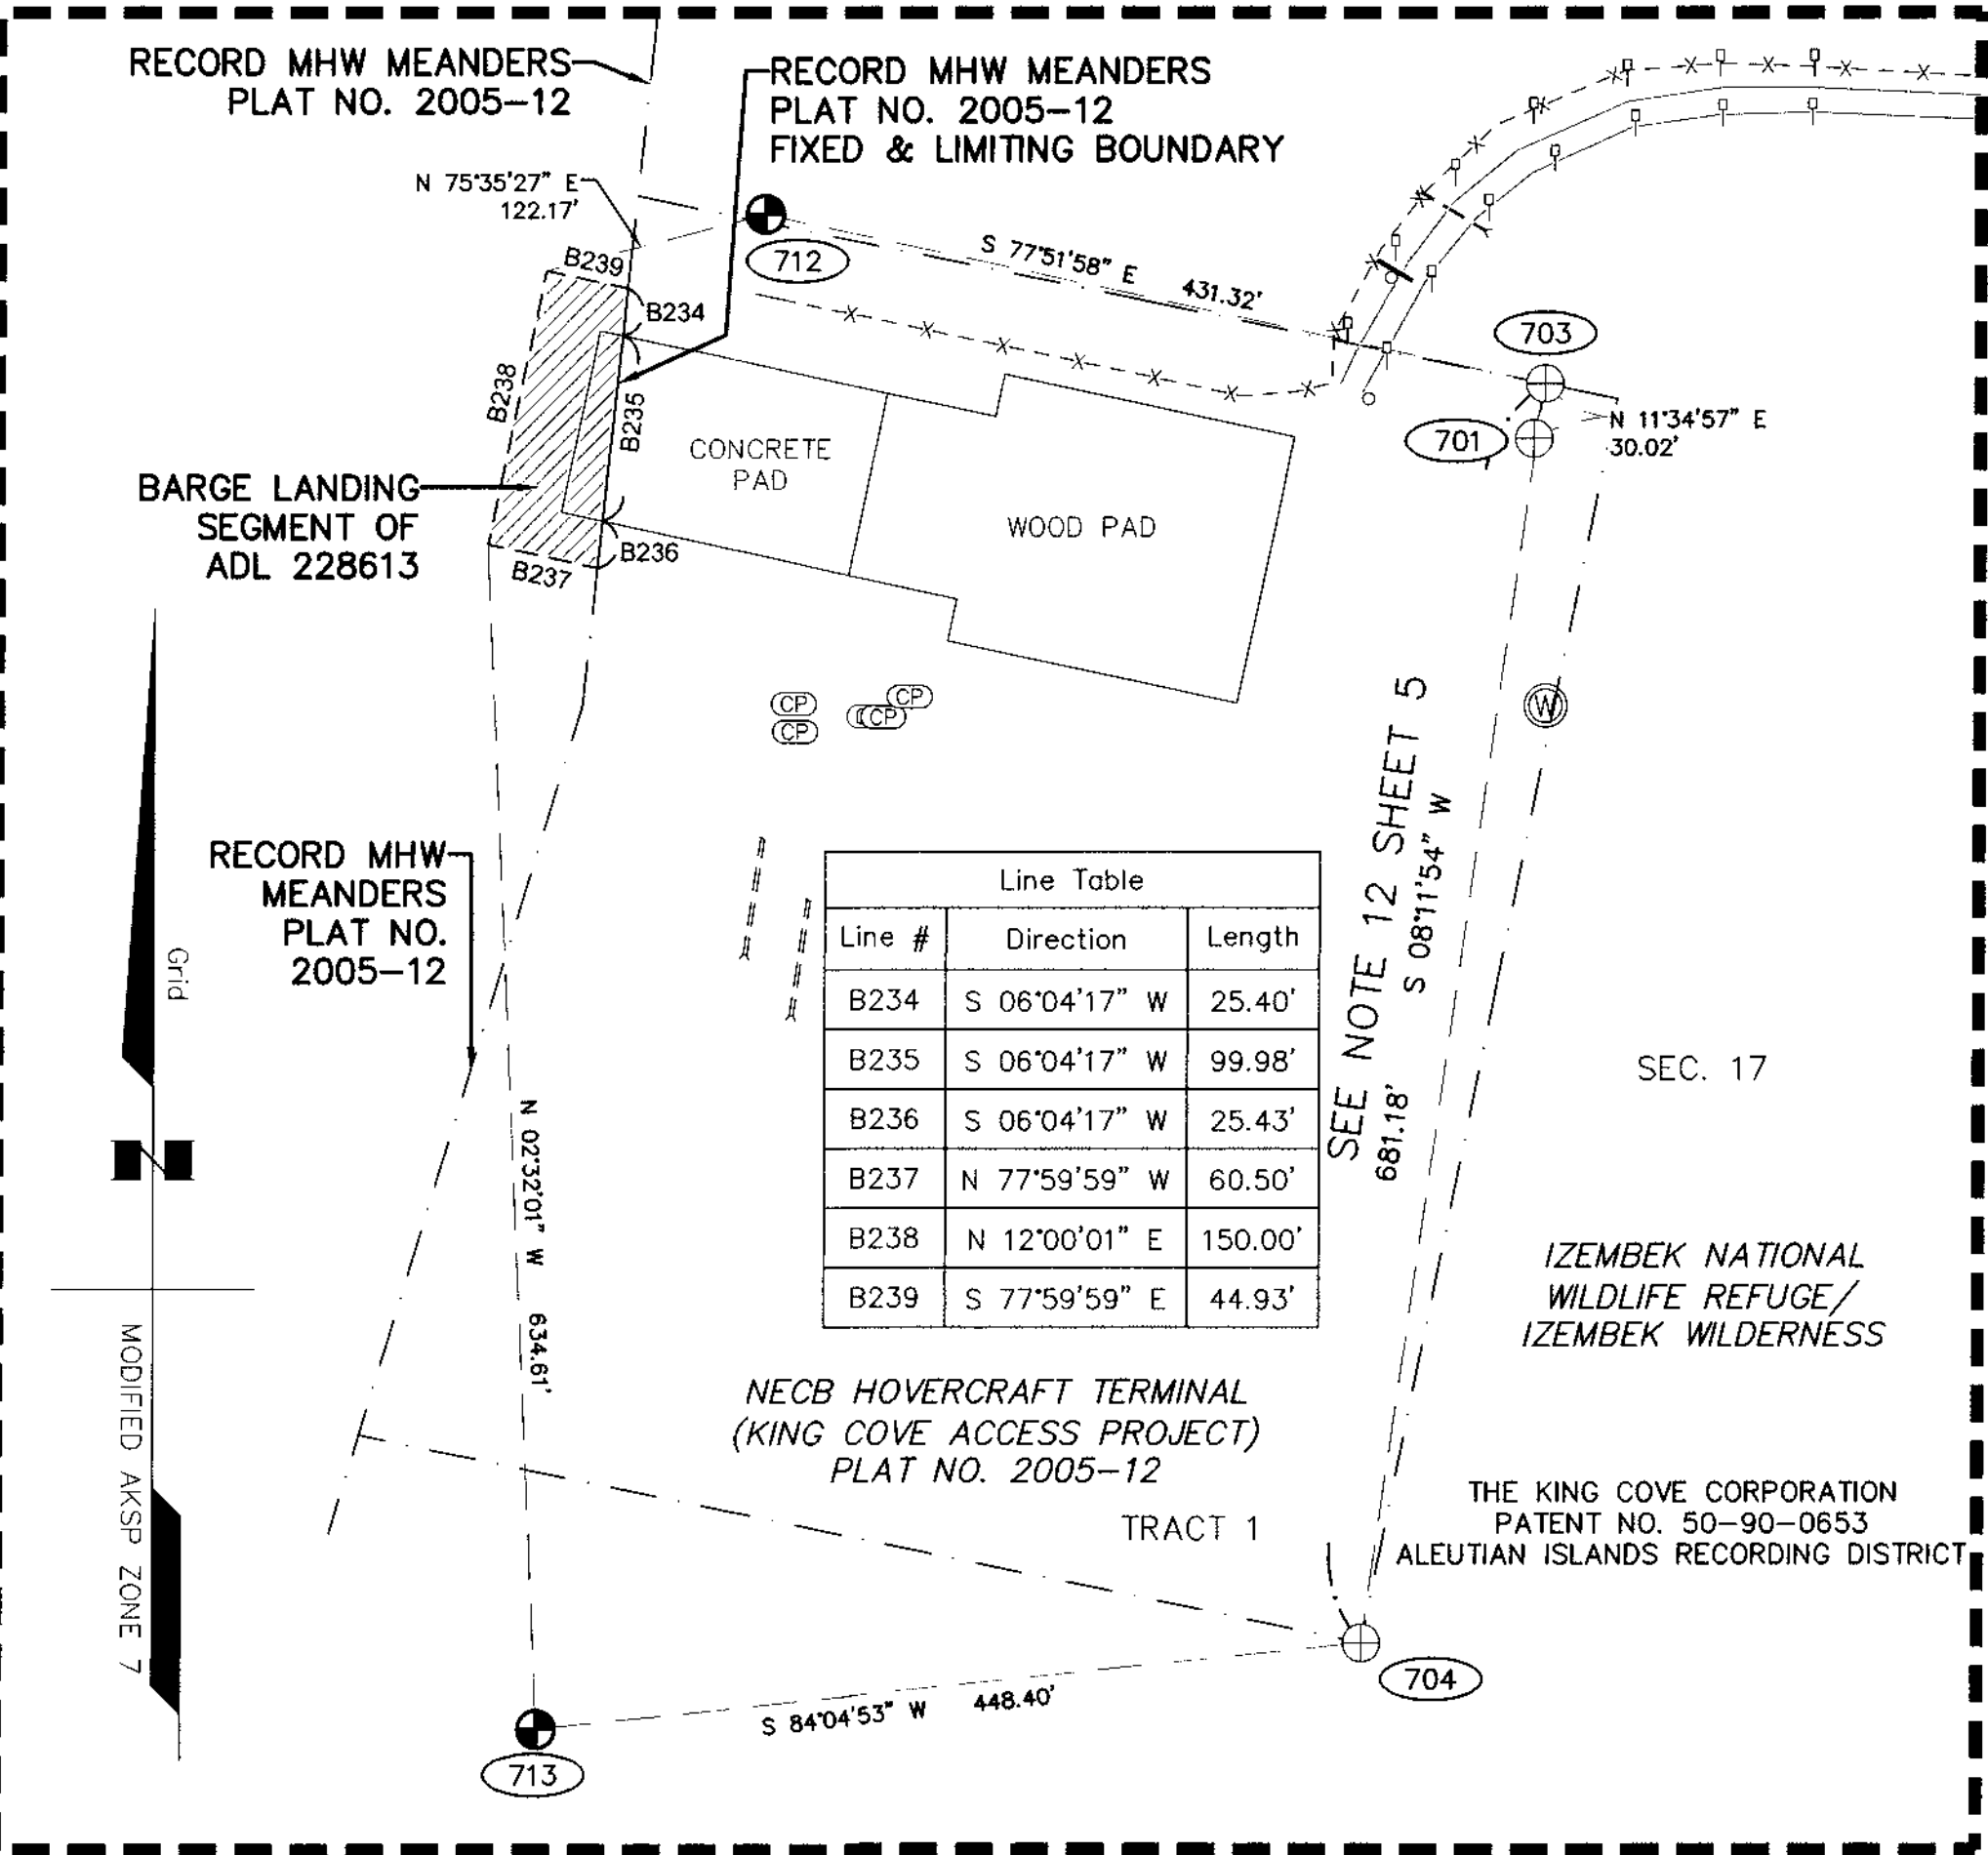 RECORD MHW MEANDERS
PLAT NO. 2005-12
RECORD MHW MEANDERS
PLAT NO. 2005-12
FIXED & LIMITING BOUNDARY
N 75°35'27" E
122.17'
712
S 77°51'58" E 431.32'
B239
B234
B238
B235
703
701
N 11°34'57" E
30.02'
CONCRETE
PAD
WOOD PAD
BARGE LANDING
SEGMENT OF
ADL 228613
B236
B237
CP
CP
CP
CP
W
SEE NOTE 12 SHEET 5
S 08°11'54" W
681.18'
RECORD MHW
MEANDERS
PLAT NO.
2005-12
Grid
N
MODIFIED AKSP ZONE 7
Line Table
Line # Direction Length
B234 S 06°04'17" W 25.40'
B235 S 06°04'17" W 99.98'
B236 S 06°04'17" W 25.43'
B237 N 77°59'59" W 60.50'
B238 N 12°00'01" E 150.00'
B239 S 77°59'59" E 44.93'
SEC. 17
N 02°32'01" W 634.61'
IZEMBEK NATIONAL
WILDLIFE REFUGE/
IZEMBEK WILDERNESS
NECB HOVERCRAFT TERMINAL
(KING COVE ACCESS PROJECT)
PLAT NO. 2005-12
TRACT 1
THE KING COVE CORPORATION
PATENT NO. 50-90-0653
ALEUTIAN ISLANDS RECORDING DISTRICT
704
S 84°04'53" W 448.40'
713